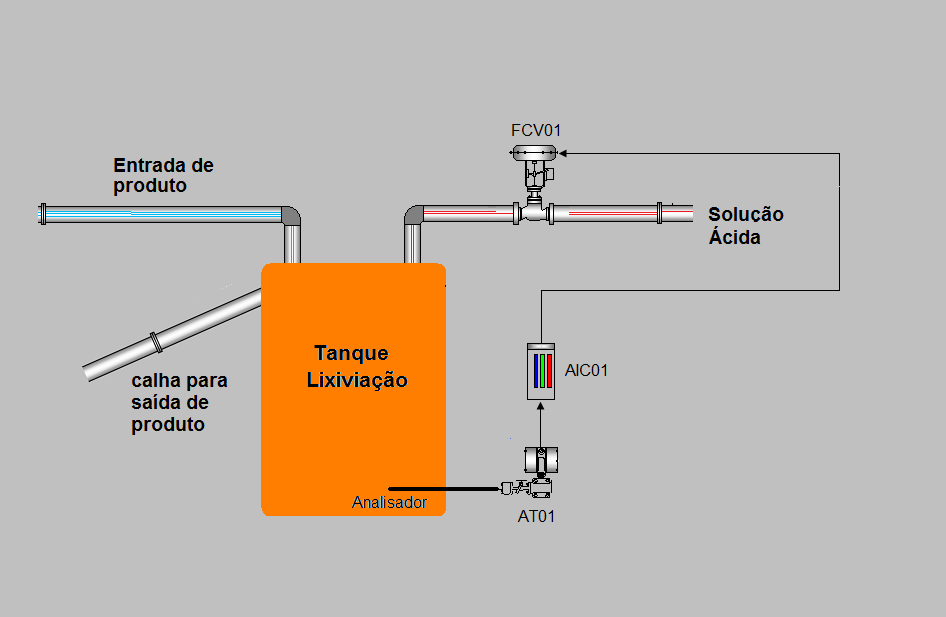 FCV01
Entrada de
produto
Solução
Ácida
Tanque
Lixiviação
AIC01
calha para
saída de
produto
Analisador
AT01